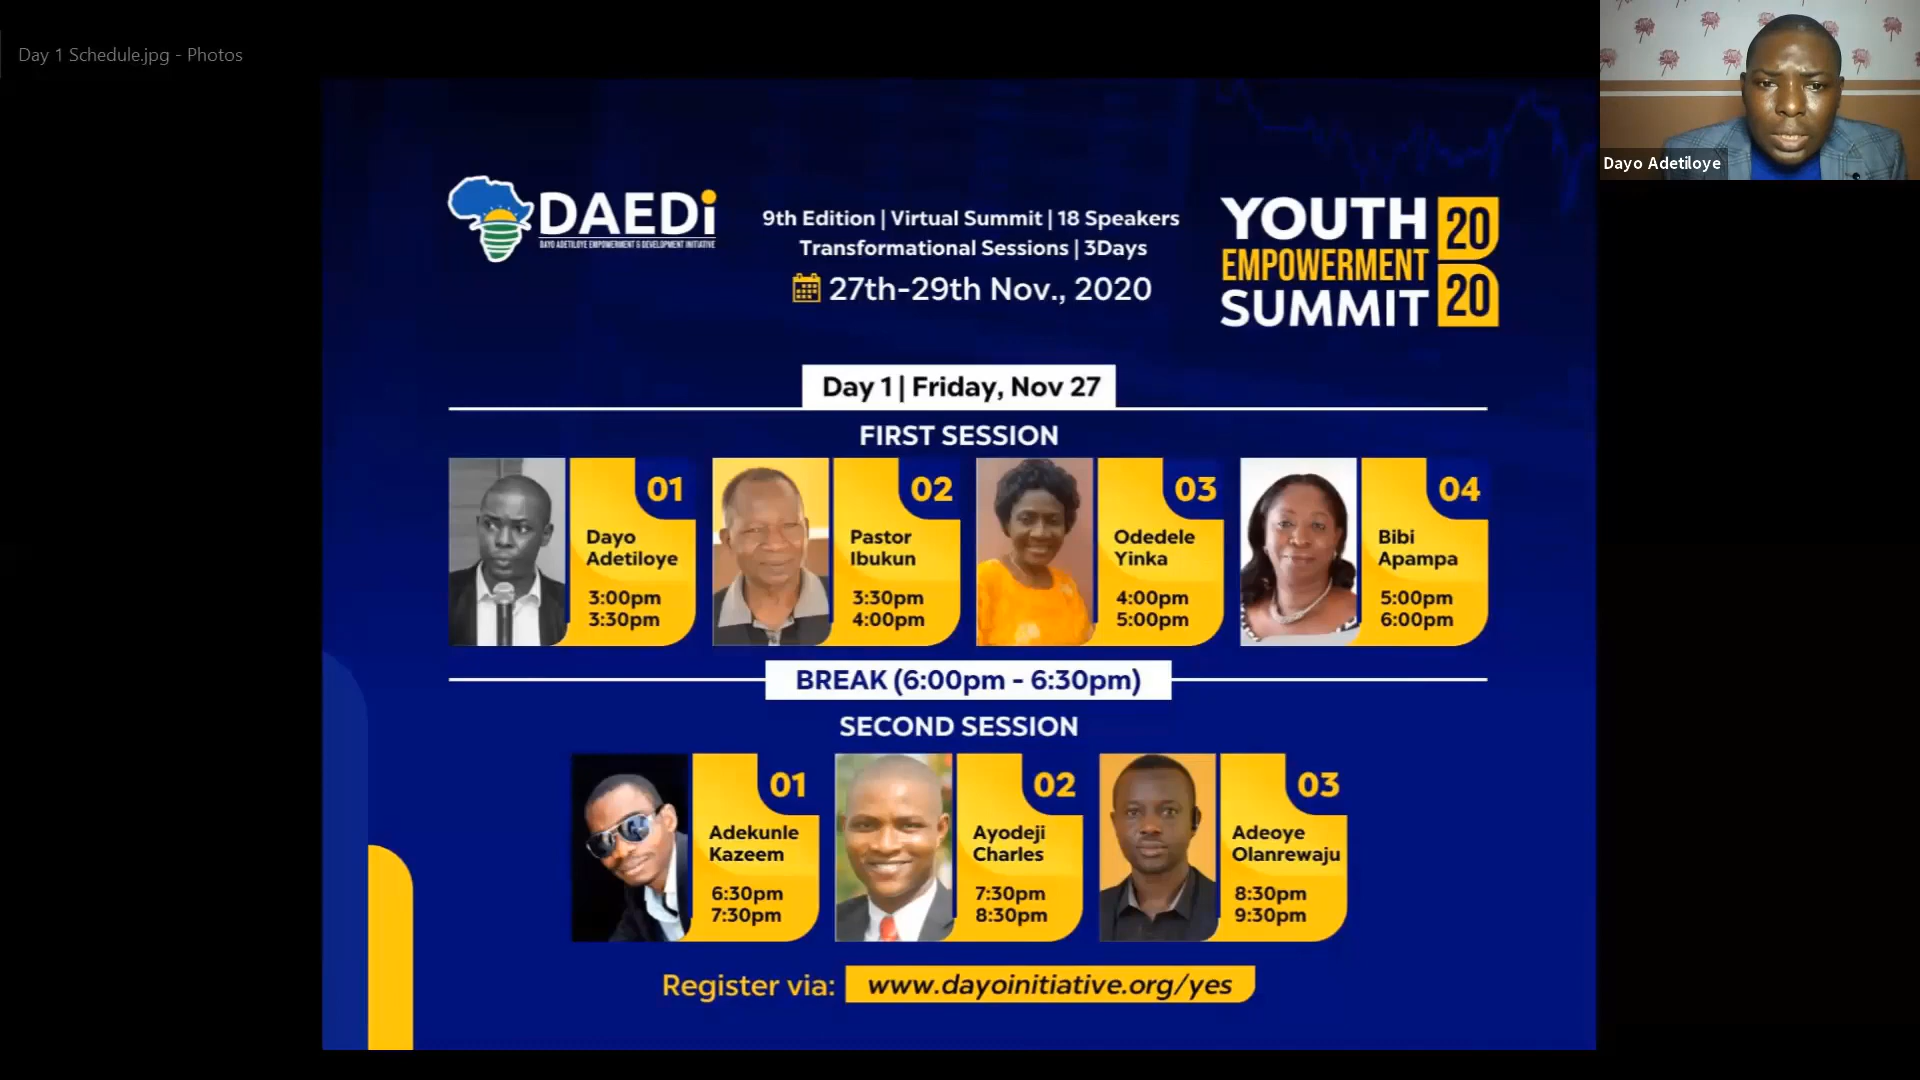 Day 1 Schedule.jpg - Photos
Dayo Adetiloye
DAEDi
DAYO ADETILOYE EMPOWERMENT & DEVELOPMENT INITIATIVE
9th Edition | Virtual Summit | 18 Speakers
Transformational Sessions | 3Days
27th-29th Nov., 2020
YOUTH
EMPOWERMENT
SUMMIT
20
20
Day 1 | Friday, Nov 27
FIRST SESSION
01
Dayo
Adetiloye
3:00pm
3:30pm
02
Pastor
Ibukun
3:30pm
4:00pm
03
Odedele
Yinka
4:00pm
5:00pm
04
Bibi
Apampa
5:00pm
6:00pm
BREAK (6:00pm - 6:30pm)
SECOND SESSION
01
Adekunle
Kazeem
6:30pm
7:30pm
02
Ayodeji
Charles
7:30pm
8:30pm
03
Adeoye
Olanrewaju
8:30pm
9:30pm
Register via: www.dayoinitiative.org/yes